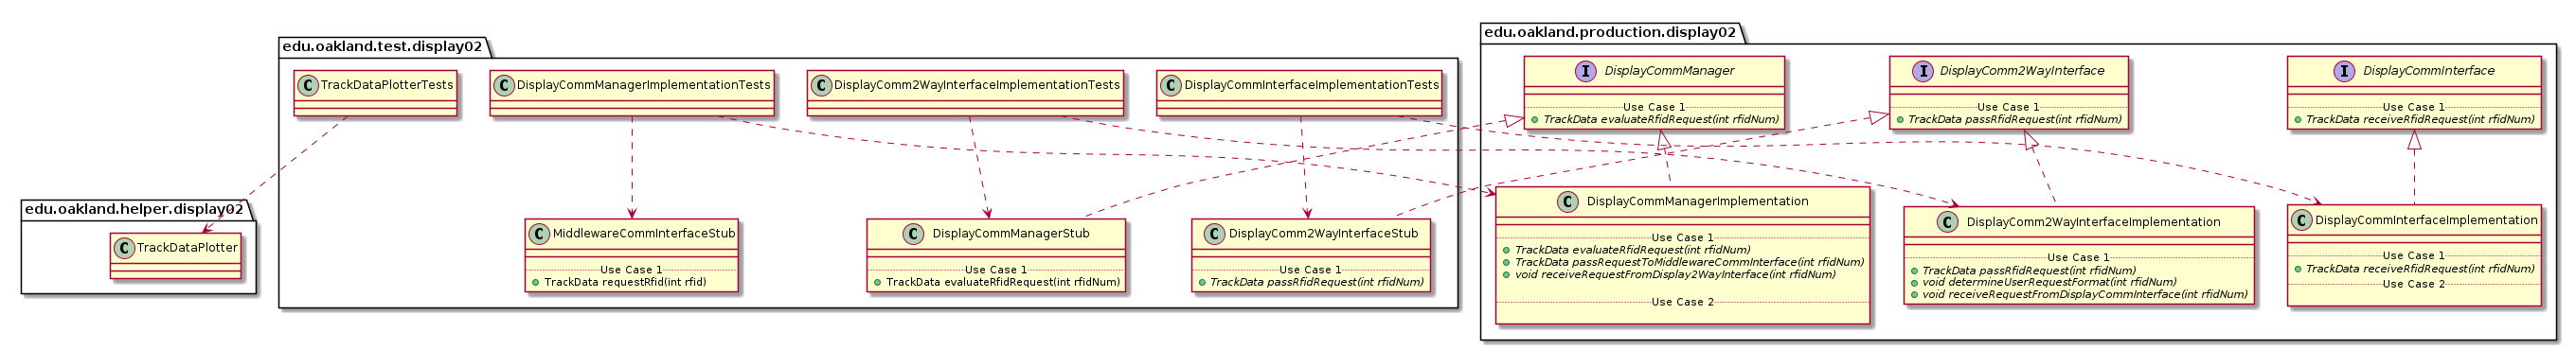 edu.oakland.production.display02
edu.oakland.test.display02
C TrackDataPlotterTests
C DisplayCommManagerImplementationTests
C DisplayComm2WayInterfaceImplementationTests
C DisplayCommInterfaceImplementationTests
I DisplayCommManager
Use Case 1
TrackData evaluateRfidRequest(int rfidNum)
I DisplayComm2WayInterface
Use Case 1
TrackData passRfidRequest(int rfidNum)
I DisplayCommInterface
Use Case 1
TrackData receiveRfidRequest(int rfidNum)
edu.oakland.helper.display02
C TrackDataPlotter
C MiddlewareCommInterfaceStub
Use Case 1
TrackData requestRfid(int rfid)
C DisplayCommManagerStub
Use Case 1
TrackData evaluateRfidRequest(int rfidNum)
C DisplayComm2WayInterfaceStub
Use Case 1
TrackData passRfidRequest(int rfidNum)
C DisplayCommManagerImplementation
Use Case 1
TrackData evaluateRfidRequest(int rfidNum)
TrackData passRequestToMiddlewareCommInterface(int rfidNum)
void receiveRequestFromDisplay2WayInterface(int rfidNum)
Use Case 2
C DisplayComm2WayInterfaceImplementation
Use Case 1
TrackData passRfidRequest(int rfidNum)
void determineUserRequestFormat(int rfidNum)
void receiveRequestFromDisplayCommInterface(int rfidNum)
C DisplayCommInterfaceImplementation
Use Case 1
TrackData receiveRfidRequest(int rfidNum)
Use Case 2